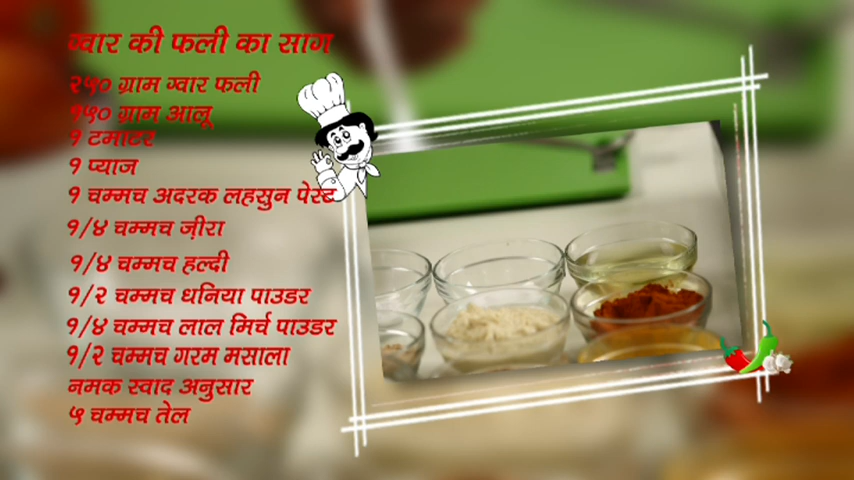 ग्वार की फली का साग
२५० ग्राम ग्वार फली
१५० ग्राम आलू
१ टमाटर
१ प्याज
१ चम्मच अदरक लहसुन पेस्ट
१/४ चम्मच ज़ीरा
१/४ चम्मच हल्दी
१/२ चम्मच धनिया पाउडर
१/४ चम्मच लाल मिर्च पाउडर
१/२ चम्मच गरम मसाला
नमक स्वाद अनुसार
५ चम्मच तेल